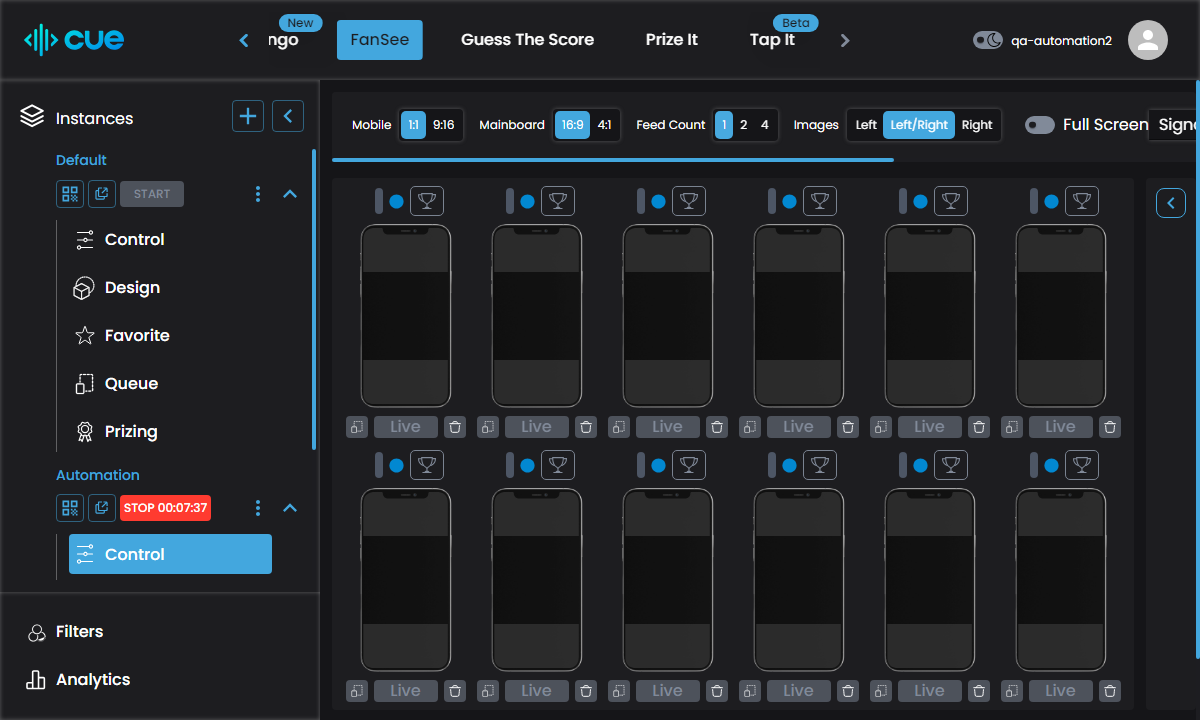 cue
New
ngo
FanSee
Guess The Score
Prize It
Beta
Tap It
qa-automation2
Instances
Default
START
Control
Design
Favorite
Queue
Prizing
Automation
STOP 00:07:37
Control
Filters
Analytics
Mobile 1:1 9:16 Mainboard 16:9 4:1 Feed Count 1 2 4 Images Left Left/Right Right Full Screen Signe
Live Live Live Live Live Live
Live Live Live Live Live Live